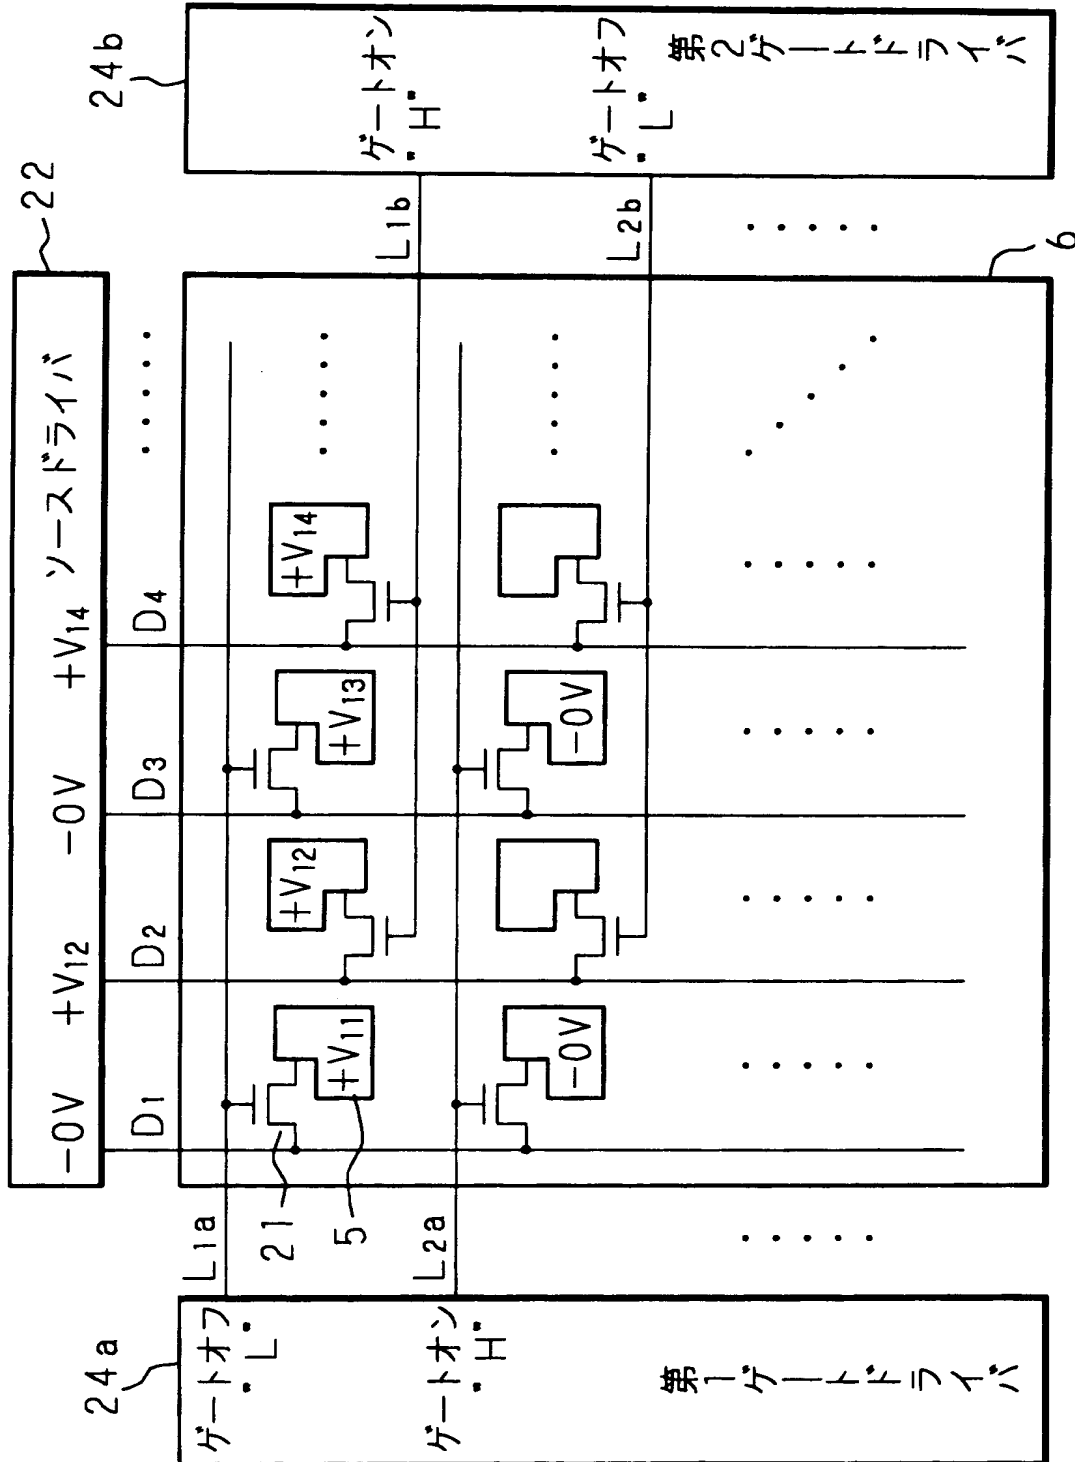 22
ソースドライバ
-0V +V12 -0V +V14
D1 D2 D3 D4
24a
ゲートオフ
"L"
ゲートオン
"H"
第1ゲートドライバ
L1a
L2a
21
5
+V11 +V12 +V13 +V14
-0V -0V
24b
ゲートオン
"H"
ゲートオフ
"L"
第2ゲートドライバ
L1b
L2b
6